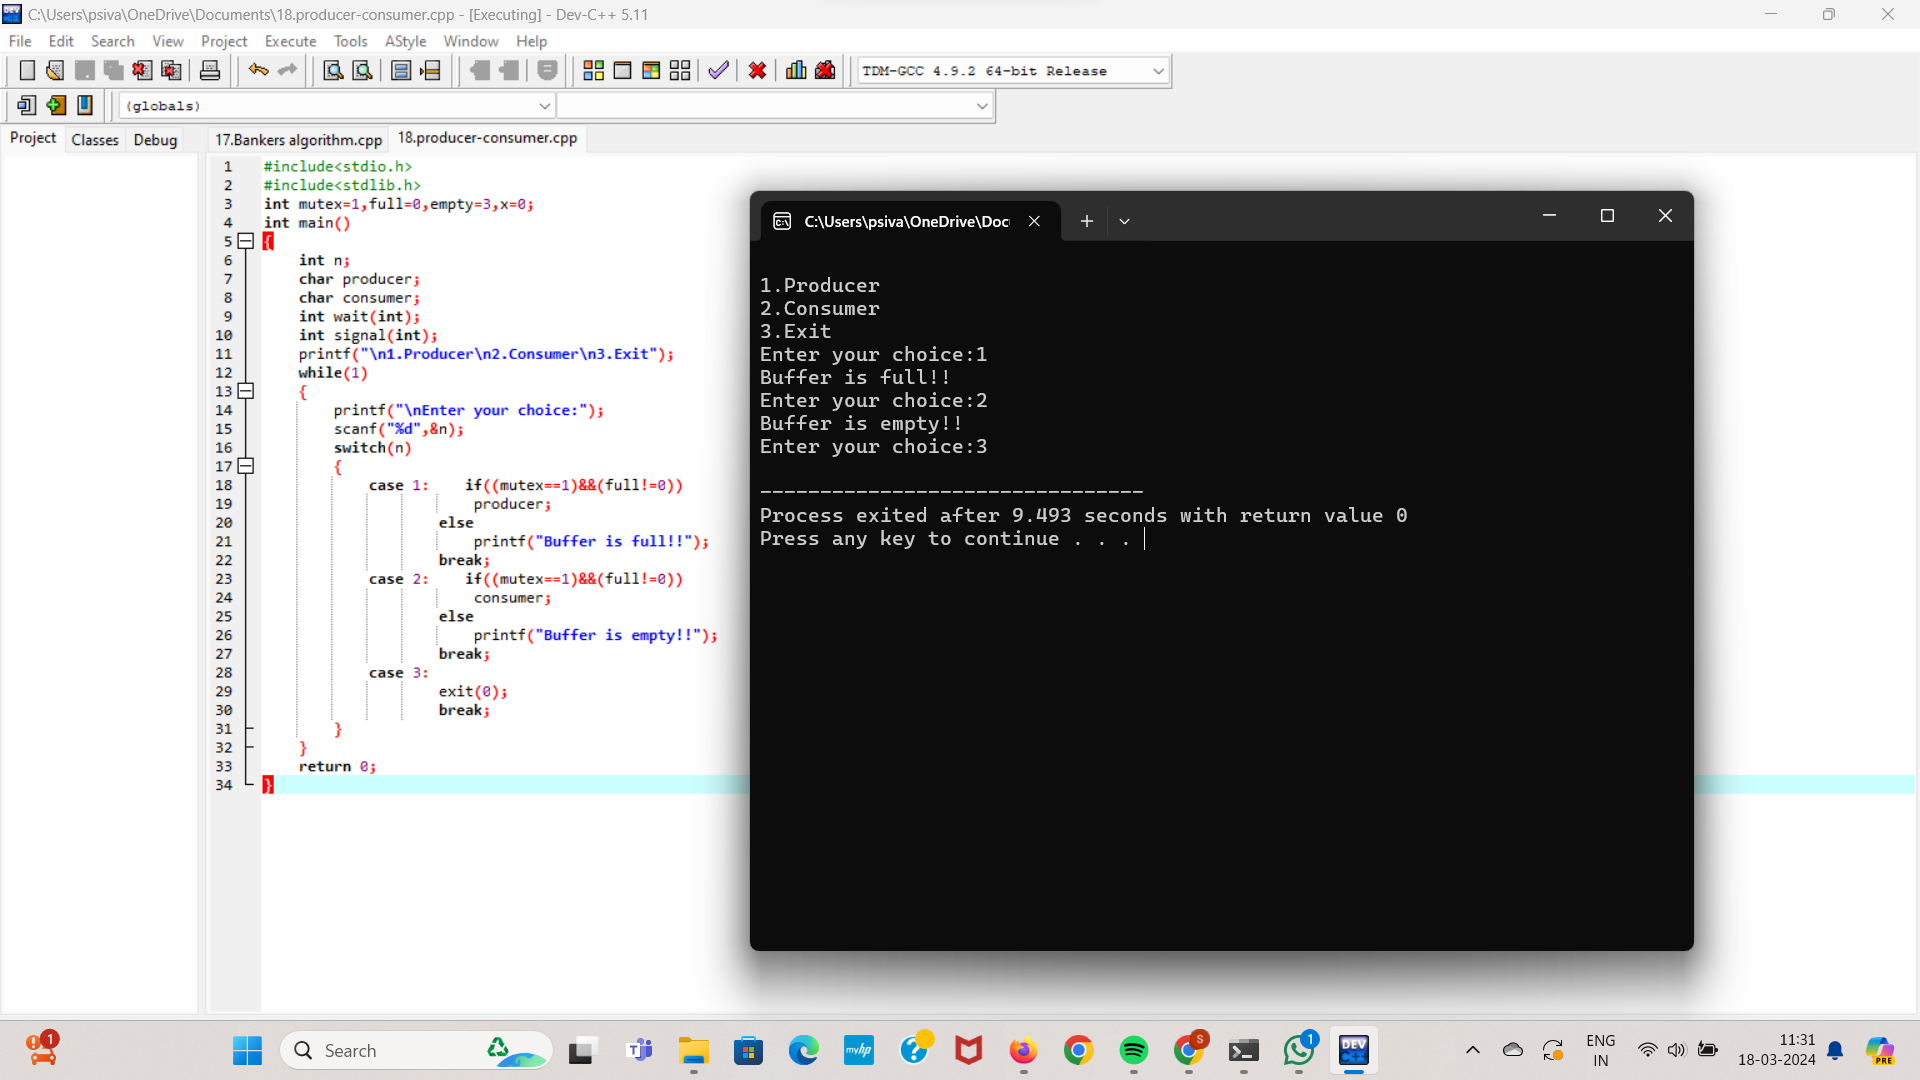 C:\Users\psiva\OneDrive\Documents\18.producer-consumer.cpp - [Executing] - Dev-C++ 5.11
File Edit Search View Project Execute Tools AStyle Window Help
TDM-GCC 4.9.2 64-bit Release
(globals)
Project Classes Debug
17.Bankers algorithm.cpp 18.producer-consumer.cpp
1 #include<stdio.h>
2 #include<stdlib.h>
3 int mutex=1,full=0,empty=3,x=0;
4 int main()
5 {
6 int n;
7 char producer;
8 char consumer;
9 int wait(int);
10 int signal(int);
11 printf("\n1.Producer\n2.Consumer\n3.Exit");
12 while(1)
13 {
14 printf("\nEnter your choice:");
15 scanf("%d",&n);
16 switch(n)
17 {
18 case 1: if((mutex==1)&&(full!=0))
19 producer;
20 else
21 printf("Buffer is full!!");
22 break;
23 case 2: if((mutex==1)&&(full!=0))
24 consumer;
25 else
26 printf("Buffer is empty!!");
27 break;
28 case 3:
29 exit(0);
30 break;
31 }
32 }
33 return 0;
34 }
C:\Users\psiva\OneDrive\Doc
1.Producer
2.Consumer
3.Exit
Enter your choice:1
Buffer is full!!
Enter your choice:2
Buffer is empty!!
Enter your choice:3
--------------------------------
Process exited after 9.493 seconds with return value 0
Press any key to continue . . .
1
Search
myhp
S
1
DEV C++
ENG
IN
11:31
18-03-2024
PRE